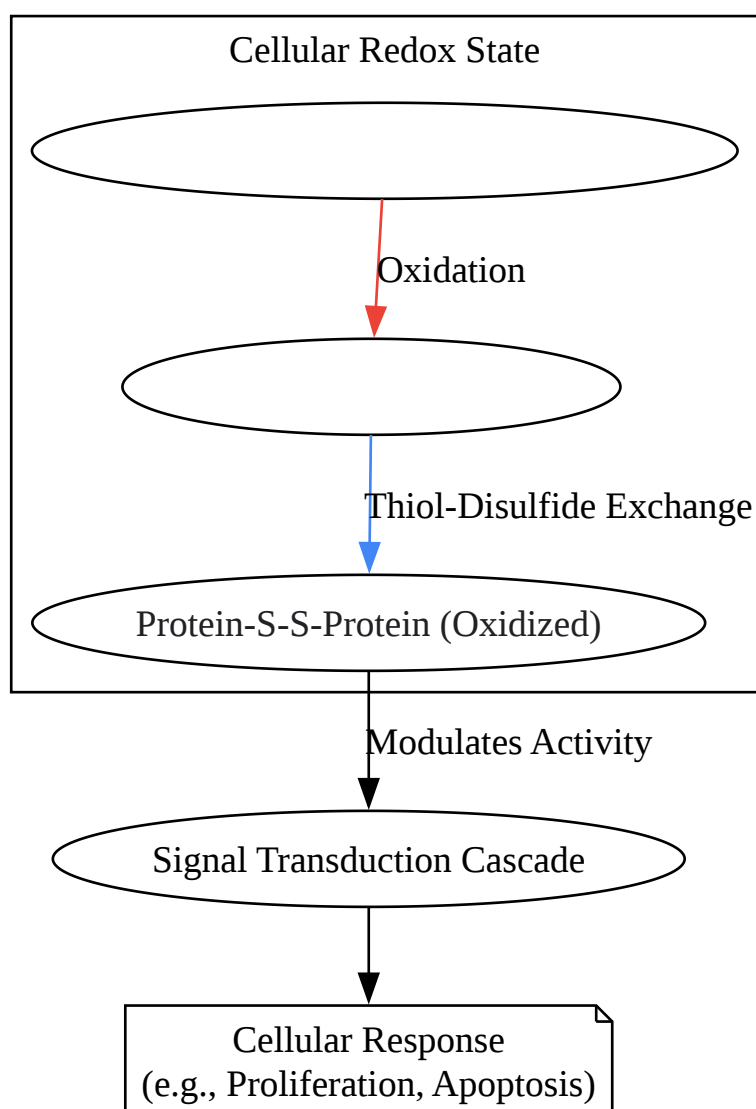 Cellular Redox State
Oxidation
Thiol-Disulfide Exchange
Protein-S-S-Protein (Oxidized)
Modulates Activity
Signal Transduction Cascade
Cellular Response
(e.g., Proliferation, Apoptosis)